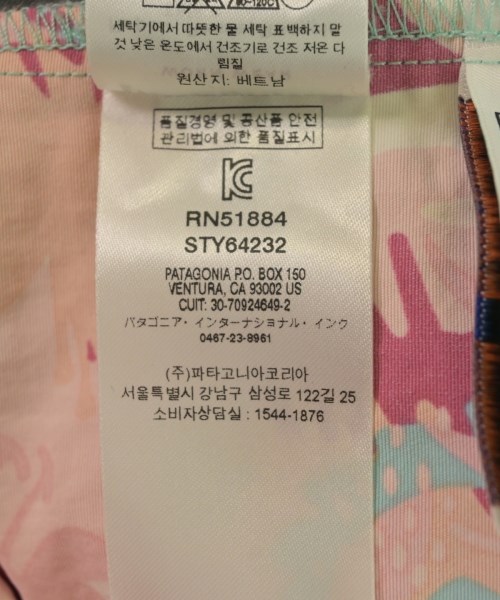 80~120C
세탁기에서 따뜻한 물 세탁 표백하지 말
것 낮은 온도에서 건조기로 건조 저온 다
림질
원산지: 베트남
품질경영 및 공산품 안전
관리법에 의한 품질표시
RN51884
STY64232
PATAGONIA P.O. BOX 150
VENTURA, CA 93002 US
CUIT: 30-70924649-2
パタゴニア・インターナショナル・インク
0467-23-8961
(주)파타고니아코리아
서울특별시 강남구 삼성로 122길 25
소비자상담실 : 1544-1876